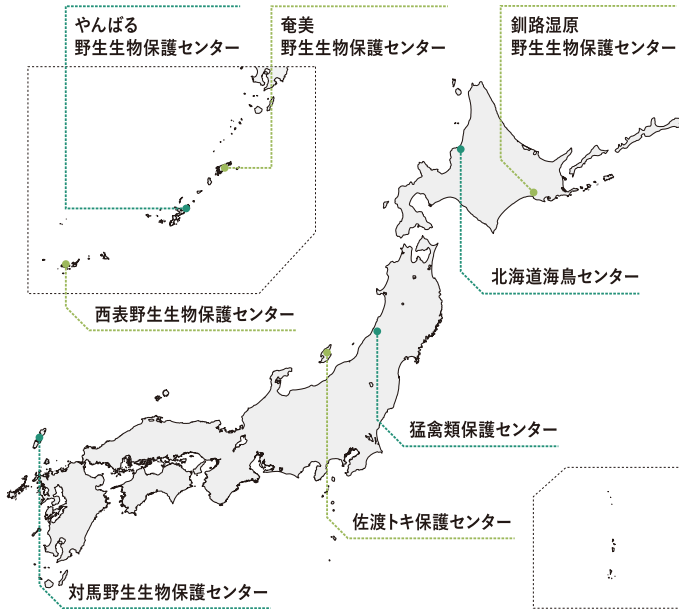 やんばる
野生生物保護センター
奄美
野生生物保護センター
釧路湿原
野生生物保護センター
北海道海鳥センター
西表野生生物保護センター
猛禽類保護センター
佐渡トキ保護センター
対馬野生生物保護センター